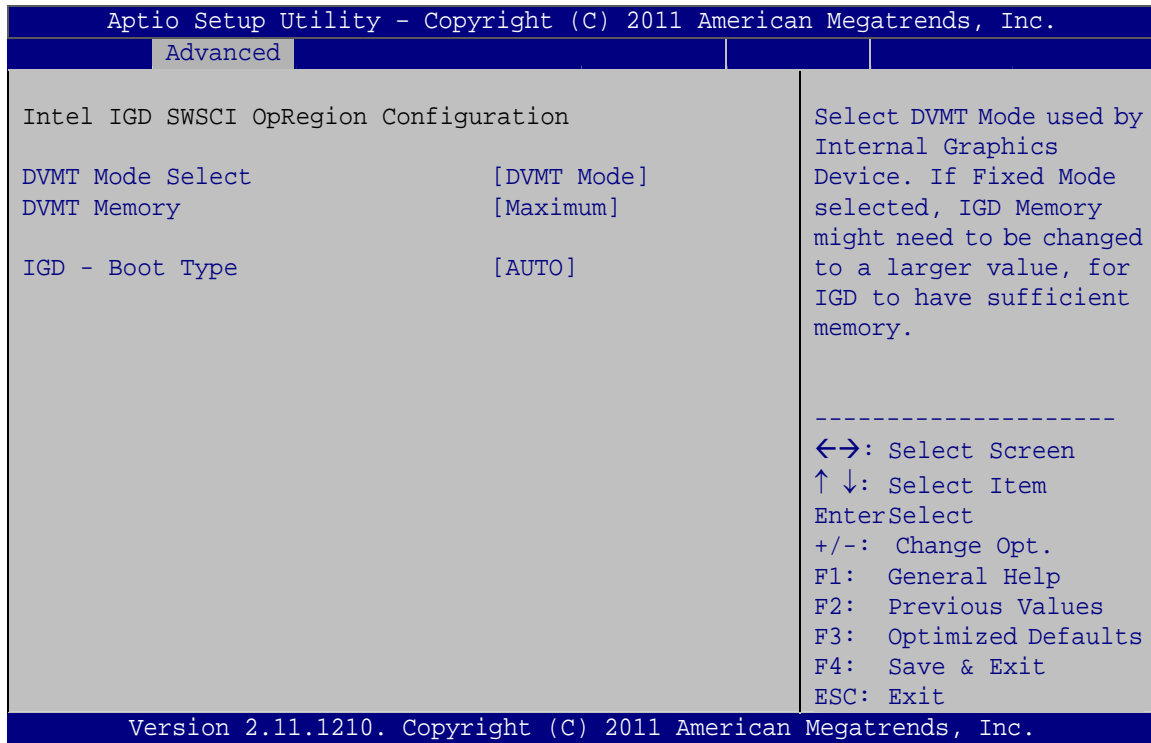 Aptio Setup Utility – Copyright (C) 2011 American Megatrends, Inc.
Advanced
Intel IGD SWSCI OpRegion Configuration
DVMT Mode Select [DVMT Mode]
DVMT Memory [Maximum]
IGD - Boot Type [AUTO]
Select DVMT Mode used by
Internal Graphics
Device. If Fixed Mode
selected, IGD Memory
might need to be changed
to a larger value, for
IGD to have sufficient
memory.
---------------------
←→: Select Screen
↑ ↓: Select Item
EnterSelect
+/-: Change Opt.
F1: General Help
F2: Previous Values
F3: Optimized Defaults
F4: Save & Exit
ESC: Exit
Version 2.11.1210. Copyright (C) 2011 American Megatrends, Inc.